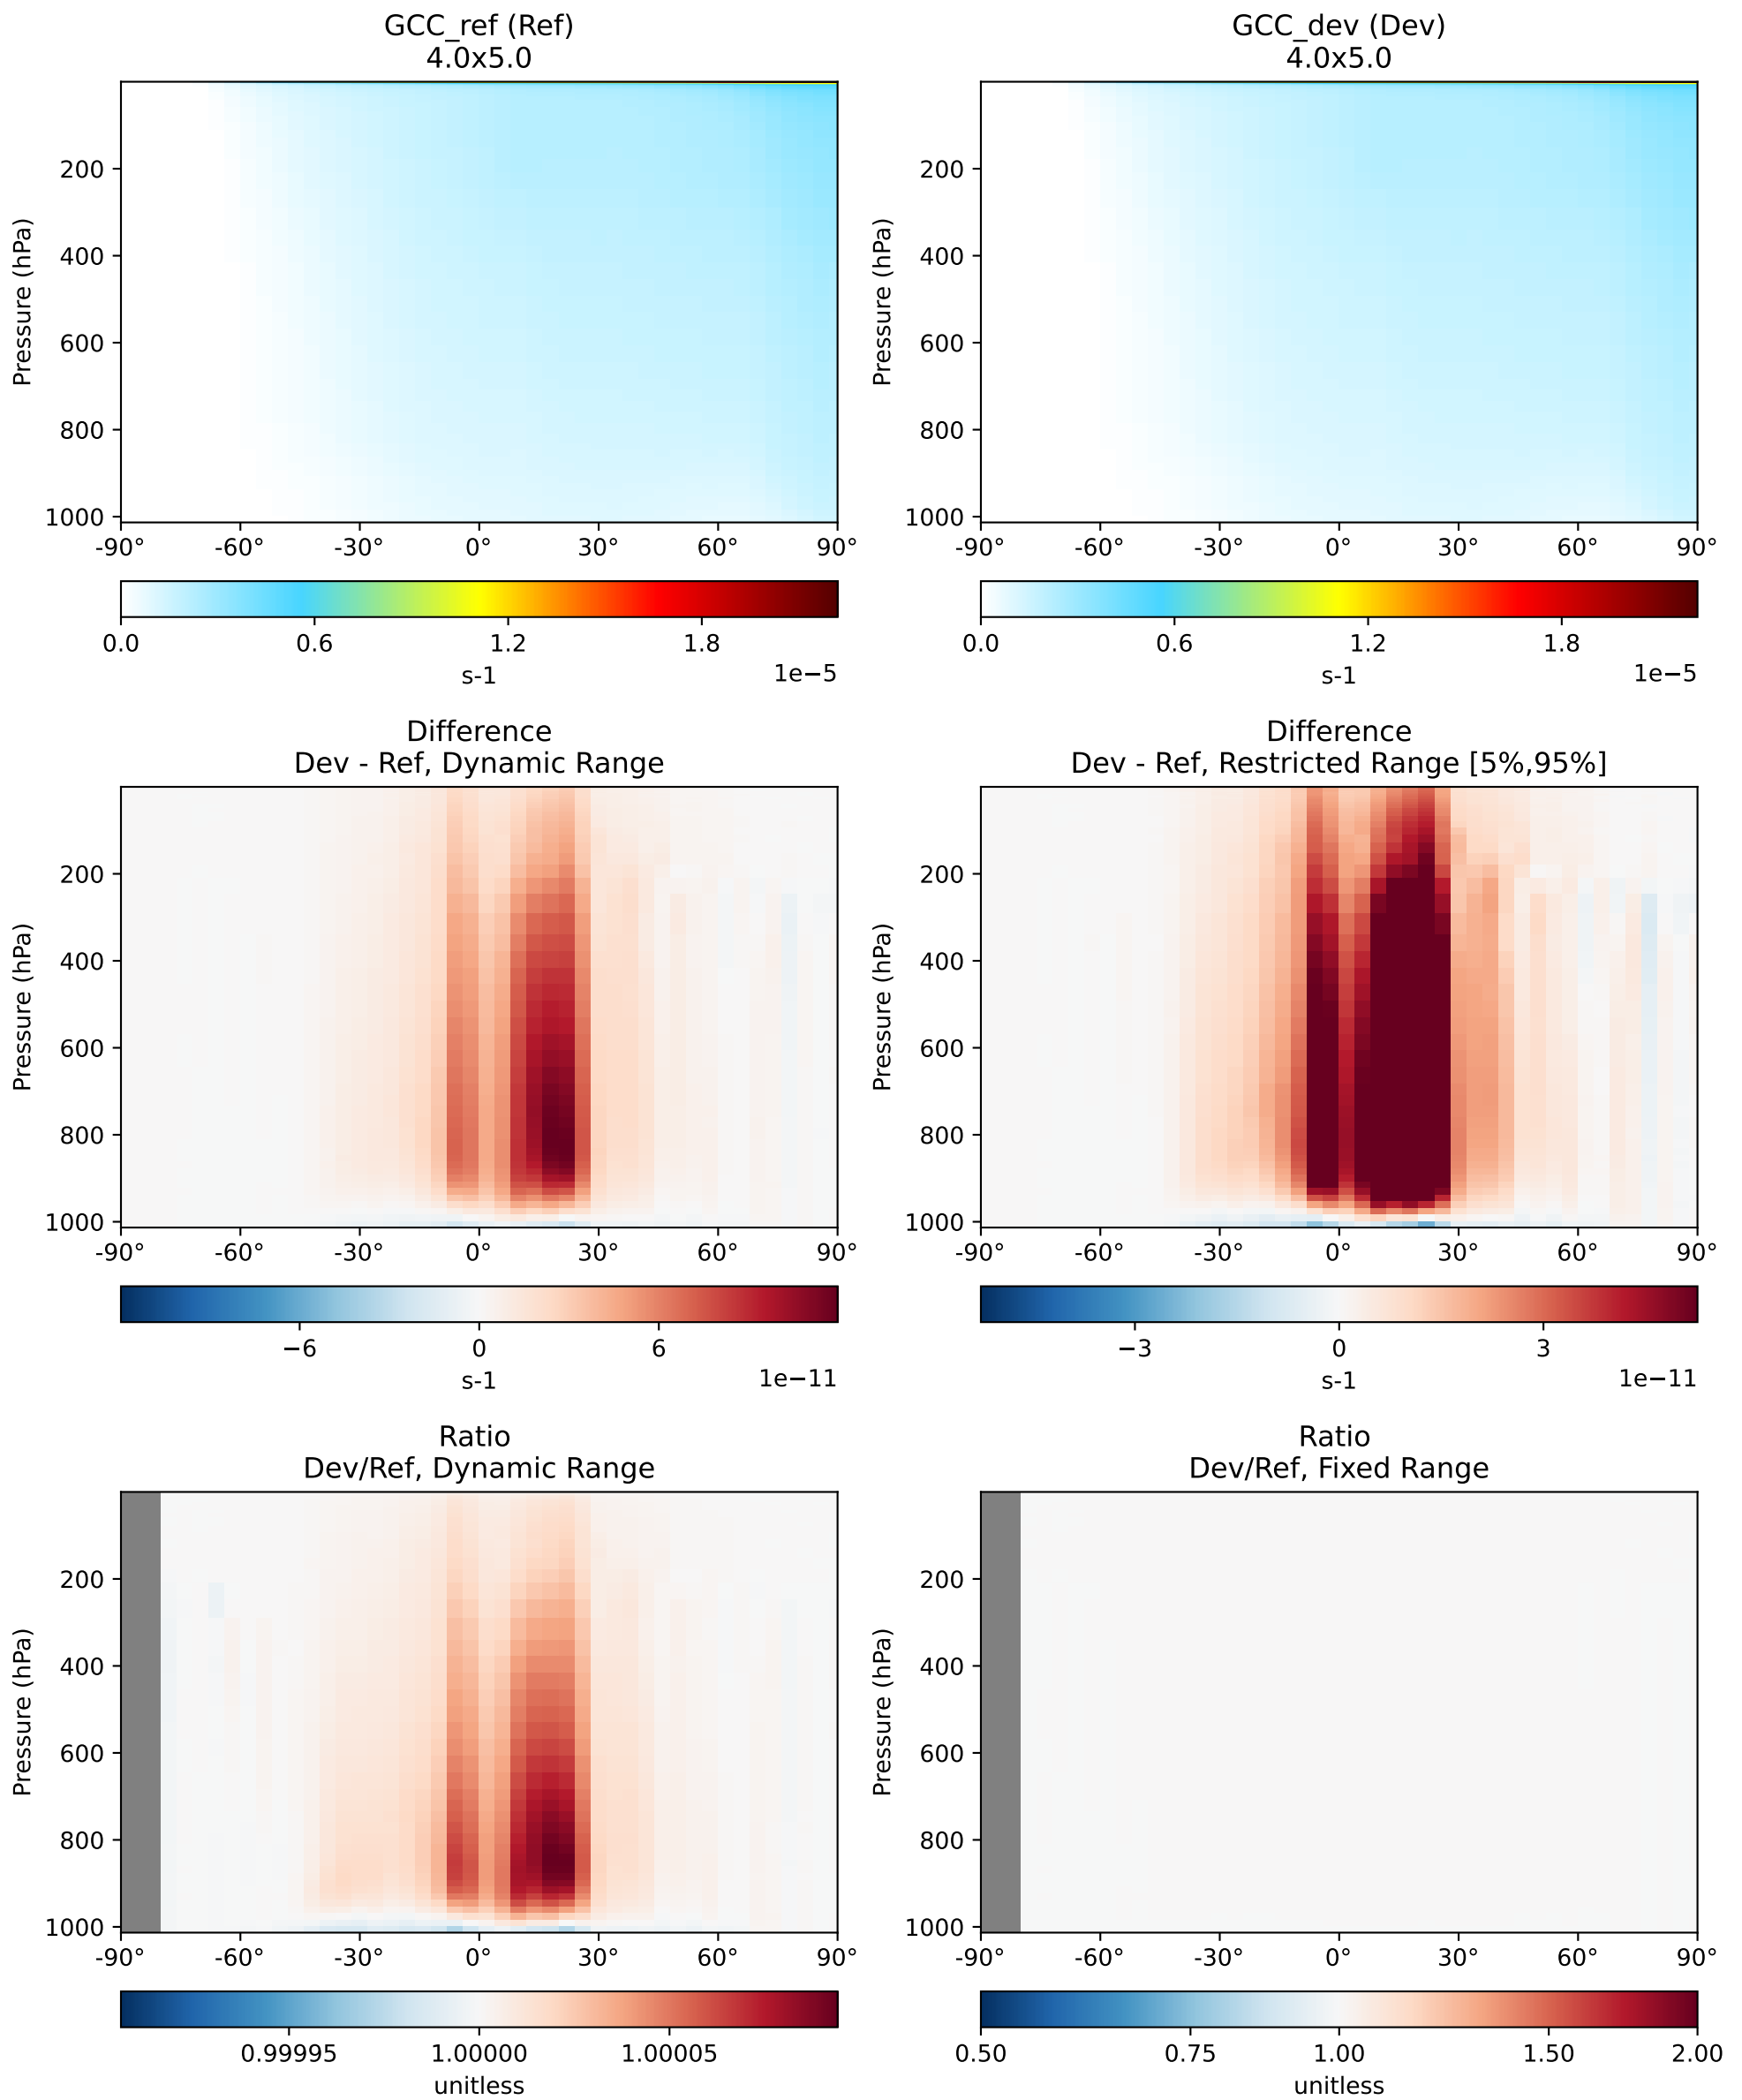 GCC_ref (Ref)
4.0x5.0
Pressure (hPa)
200
400
600
800
1000
-90° -60° -30° 0° 30° 60° 90°
0.0 0.6 1.2 1.8
s-1 1e−5
GCC_dev (Dev)
4.0x5.0
Pressure (hPa)
200
400
600
800
1000
-90° -60° -30° 0° 30° 60° 90°
0.0 0.6 1.2 1.8
s-1 1e−5
Difference
Dev - Ref, Dynamic Range
Pressure (hPa)
200
400
600
800
1000
-90° -60° -30° 0° 30° 60° 90°
−6 0 6
s-1 1e−11
Difference
Dev - Ref, Restricted Range [5%,95%]
Pressure (hPa)
200
400
600
800
1000
-90° -60° -30° 0° 30° 60° 90°
−3 0 3
s-1 1e−11
Ratio
Dev/Ref, Dynamic Range
Pressure (hPa)
200
400
600
800
1000
-90° -60° -30° 0° 30° 60° 90°
0.99995 1.00000 1.00005
unitless
Ratio
Dev/Ref, Fixed Range
Pressure (hPa)
200
400
600
800
1000
-90° -60° -30° 0° 30° 60° 90°
0.50 0.75 1.00 1.50 2.00
unitless